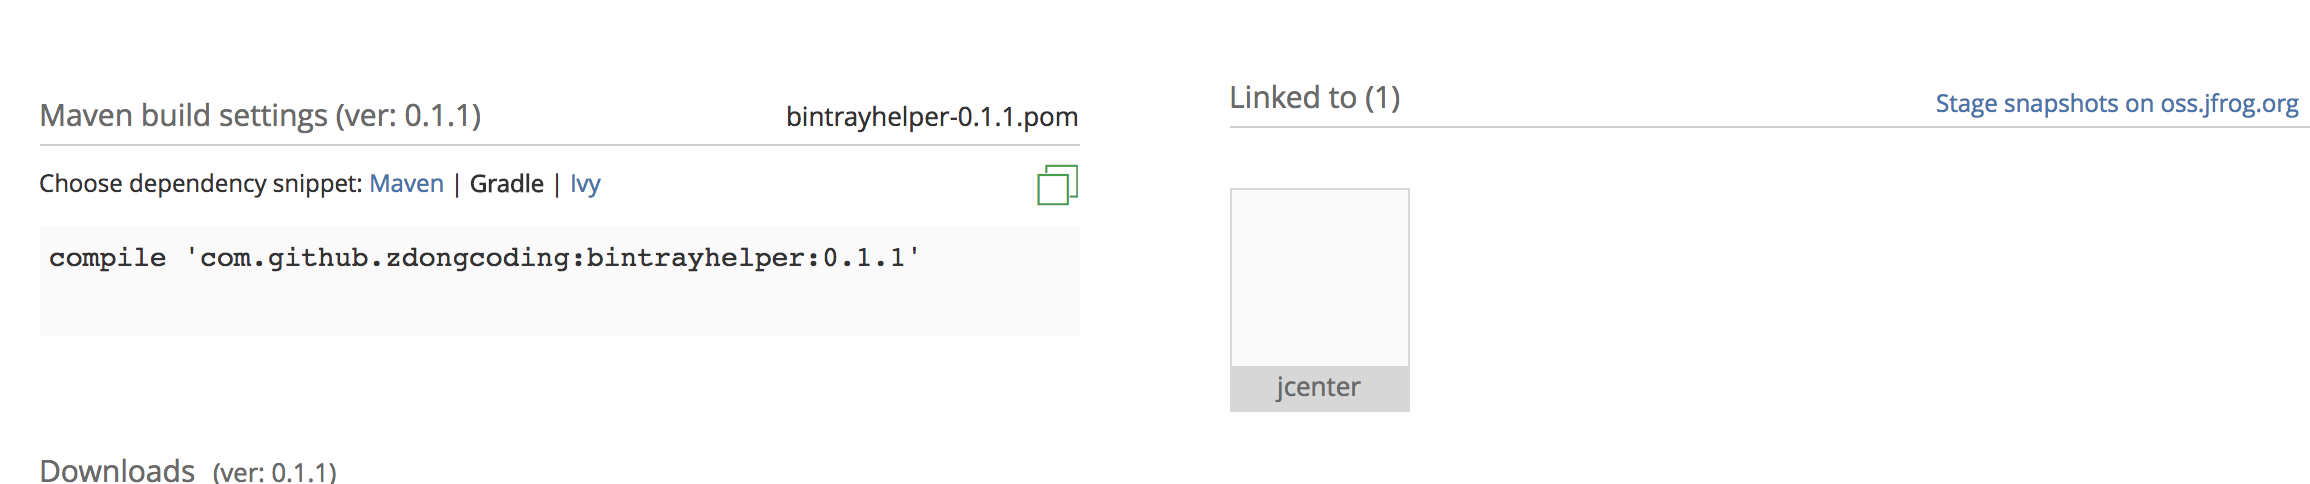 Maven build settings (ver: 0.1.1)
bintrayhelper-0.1.1.pom
Choose dependency snippet: Maven | Gradle | Ivy
compile 'com.github.zdongcoding:bintrayhelper:0.1.1'
Downloads (ver: 0.1.1)
Linked to (1)
Stage snapshots on oss.jfrog.org
jcenter